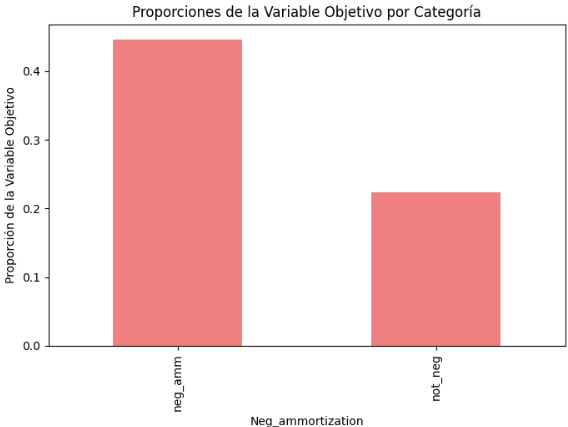 Proporciones de la Variable Objetivo por Categoría
Proporción de la Variable Objetivo
0.4
0.3
0.2
0.1
0.0
neg_amm
not_neg
Neg_ammortization